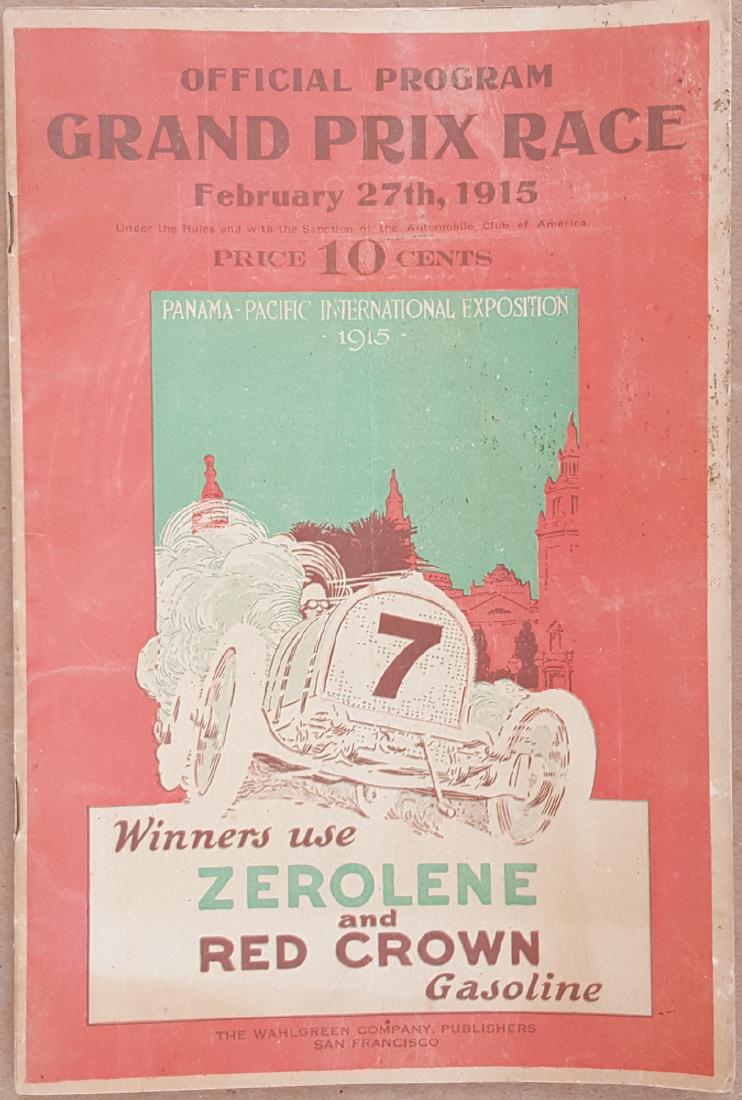 OFFICIAL PROGRAM
GRAND PRIX RACE
February 27th, 1915
Under the Rules and with the Sanction of the Automobile Club of America.
PRICE 10 CENTS
PANAMA-PACIFIC INTERNATIONAL EXPOSITION
· 1915 ·
7
Winners use
ZEROLENE
and
RED CROWN
Gasoline
THE WAHLGREEN COMPANY, PUBLISHERS
SAN FRANCISCO